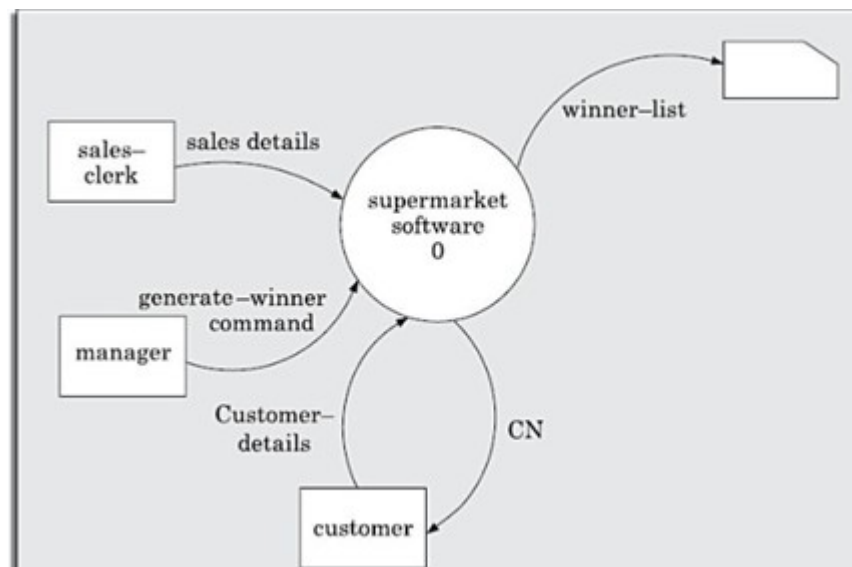 winner–list
sales–
clerk
sales details
supermarket
software
0
generate–winner
command
manager
Customer–
details
CN
customer